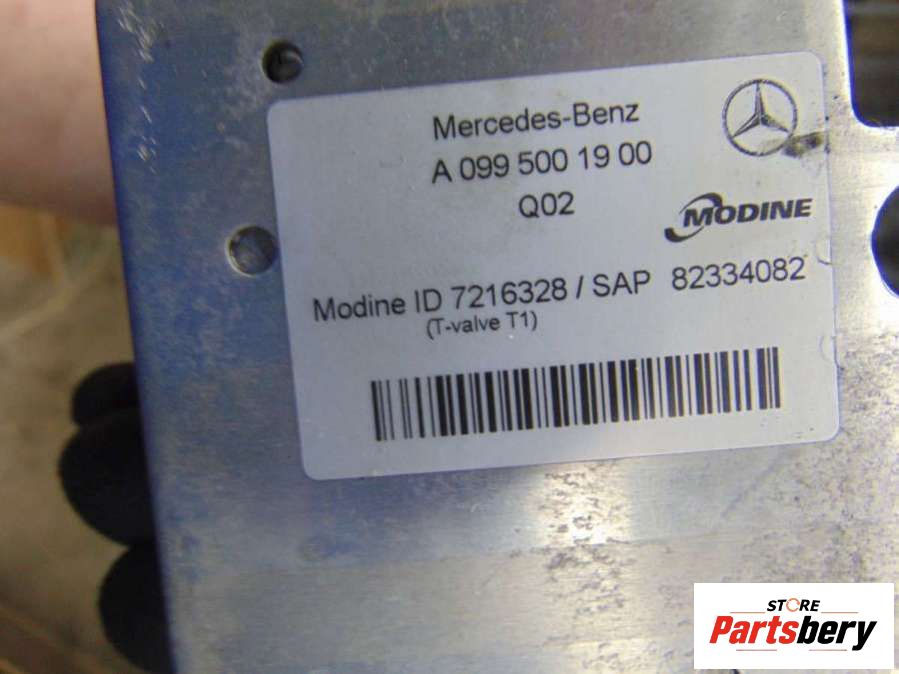 Mercedes-Benz
A 099 500 19 00
Q02
MODINE
Modine ID 7216328 / SAP 82334082
(T-valve T1)
STORE
Partsbery